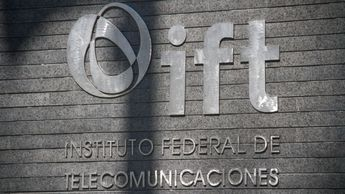 ift
INSTITUTO FEDERAL DE
TELECOMUNICACIONES